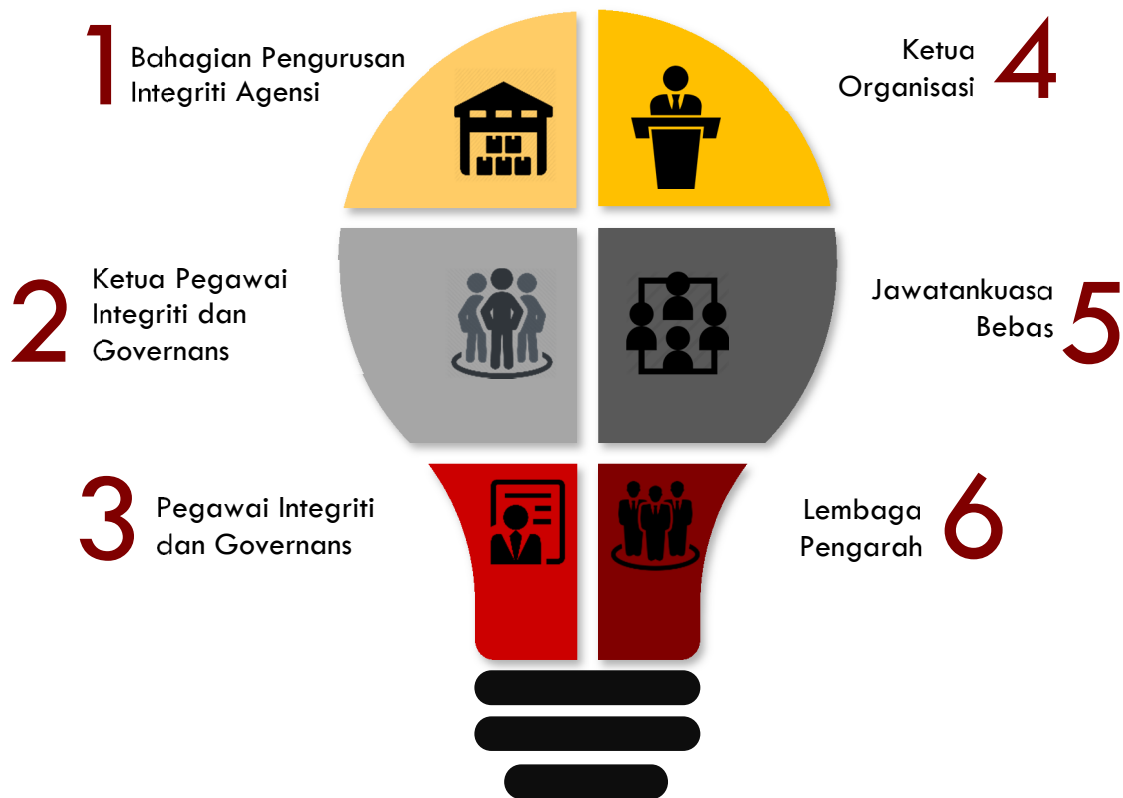 1
Bahagian Pengurusan
Integriti Agensi
2
Ketua Pegawai
Integriti dan
Governans
3
Pegawai Integriti
dan Governans
4
Ketua
Organisasi
5
Jawatankuasa
Bebas
6
Lembaga
Pengarah